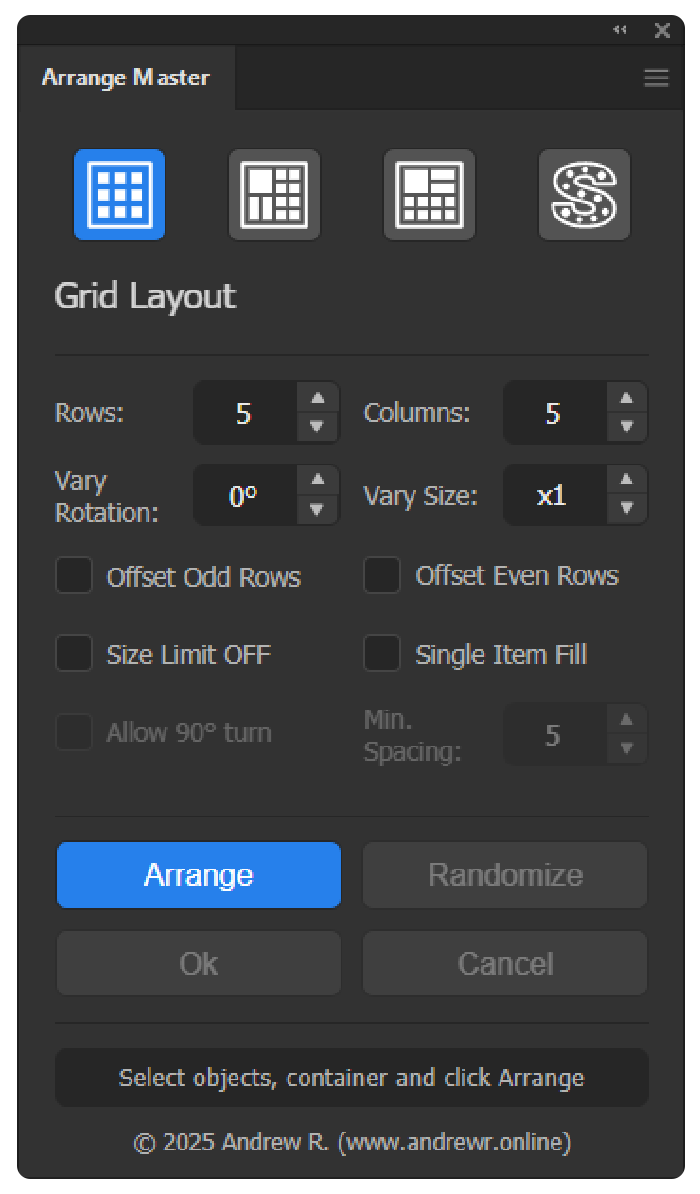 Arrange Master
Grid Layout
Rows: 5 Columns: 5
Vary Rotation: 0º Vary Size: x1
Offset Odd Rows Offset Even Rows
Size Limit OFF Single Item Fill
Allow 90º turn Min. Spacing: 5
Arrange Randomize
Ok Cancel
Select objects, container and click Arrange
© 2025 Andrew R. (www.andrewr.online)